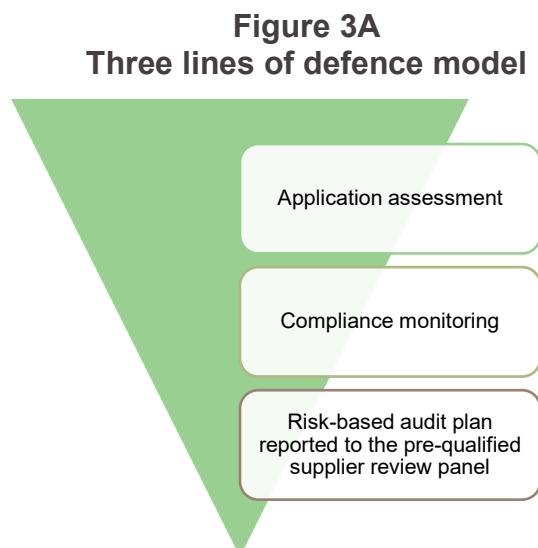 Figure 3A
Three lines of defence model
Application assessment
Compliance monitoring
Risk-based audit plan
reported to the pre-qualified
supplier review panel